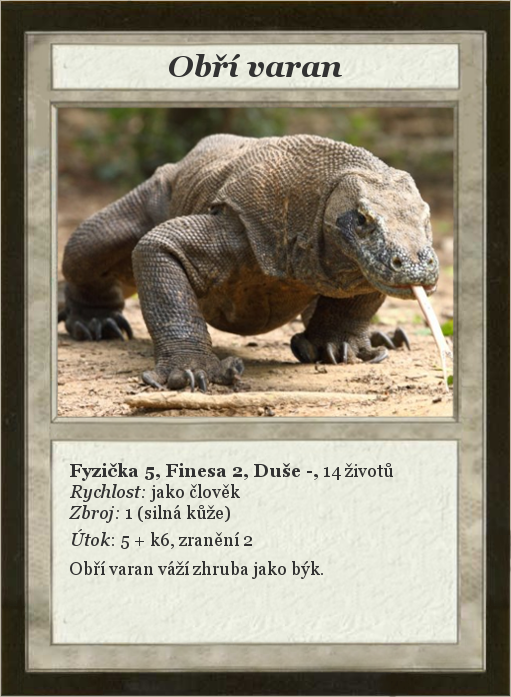 Obří varan
Fyzička 5, Finesa 2, Duše -, 14 životů
Rychlost: jako člověk
Zbroj: 1 (silná kůže)
Útok: 5 + k6, zranění 2
Obří varan váží zhruba jako býk.